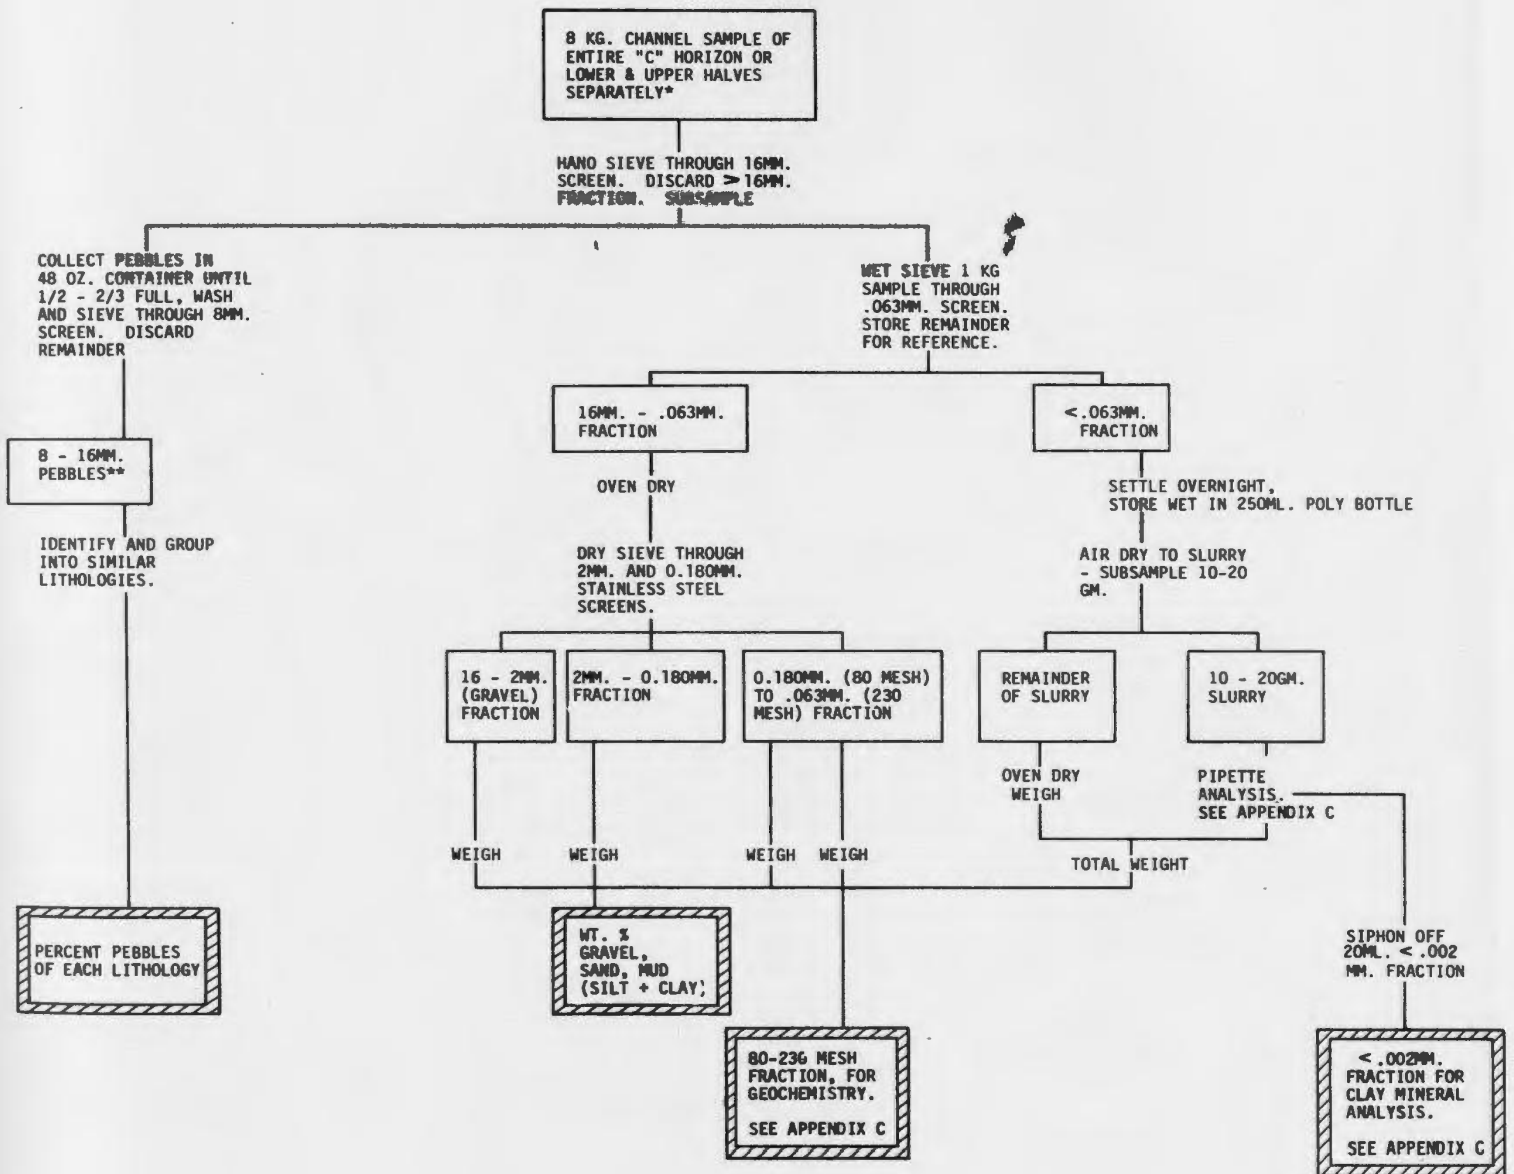 8 KG. CHANNEL SAMPLE OF
ENTIRE "C" HORIZON OR
LOWER & UPPER HALVES
SEPARATELY*
HANO SIEVE THROUGH 16MM.
SCREEN. DISCARD > 16MM.
FRACTION. SUBSAMPLE
COLLECT PEBBLES IN
48 OZ. CONTAINER UNTIL
1/2 - 2/3 FULL, WASH
AND SIEVE THROUGH 8MM.
SCREEN. DISCARD
REMAINDER
WET SIEVE 1 KG
SAMPLE THROUGH
.063MM. SCREEN.
STORE REMAINDER
FOR REFERENCE.
16MM. - .063MM.
FRACTION
< .063MM.
FRACTION
8 - 16MM.
PEBBLES**
OVEN DRY
SETTLE OVERNIGHT,
STORE WET IN 250ML. POLY BOTTLE
IDENTIFY AND GROUP
INTO SIMILAR
LITHOLOGIES.
DRY SIEVE THROUGH
2MM. AND 0.180MM.
STAINLESS STEEL
SCREENS.
AIR DRY TO SLURRY
- SUBSAMPLE 10-20
GM.
16 - 2MM.
(GRAVEL)
FRACTION
2MM. - 0.180MM.
FRACTION
0.180MM. (80 MESH)
TO .063MM. (230
MESH) FRACTION
REMAINDER
OF SLURRY
10 - 20GM.
SLURRY
OVEN DRY
WEIGH
PIPETTE
ANALYSIS.
SEE APPENDIX C
WEIGH
WEIGH
WEIGH
WEIGH
TOTAL WEIGHT
PERCENT PEBBLES
OF EACH LITHOLOGY
WT. %
GRAVEL,
SAND, MUD
(SILT + CLAY)
SIPHON OFF
20ML. < .002
MM. FRACTION
80-230 MESH
FRACTION, FOR
GEOCHEMISTRY.
SEE APPENDIX C
< .002MM.
FRACTION FOR
CLAY MINERAL
ANALYSIS.
SEE APPENDIX C